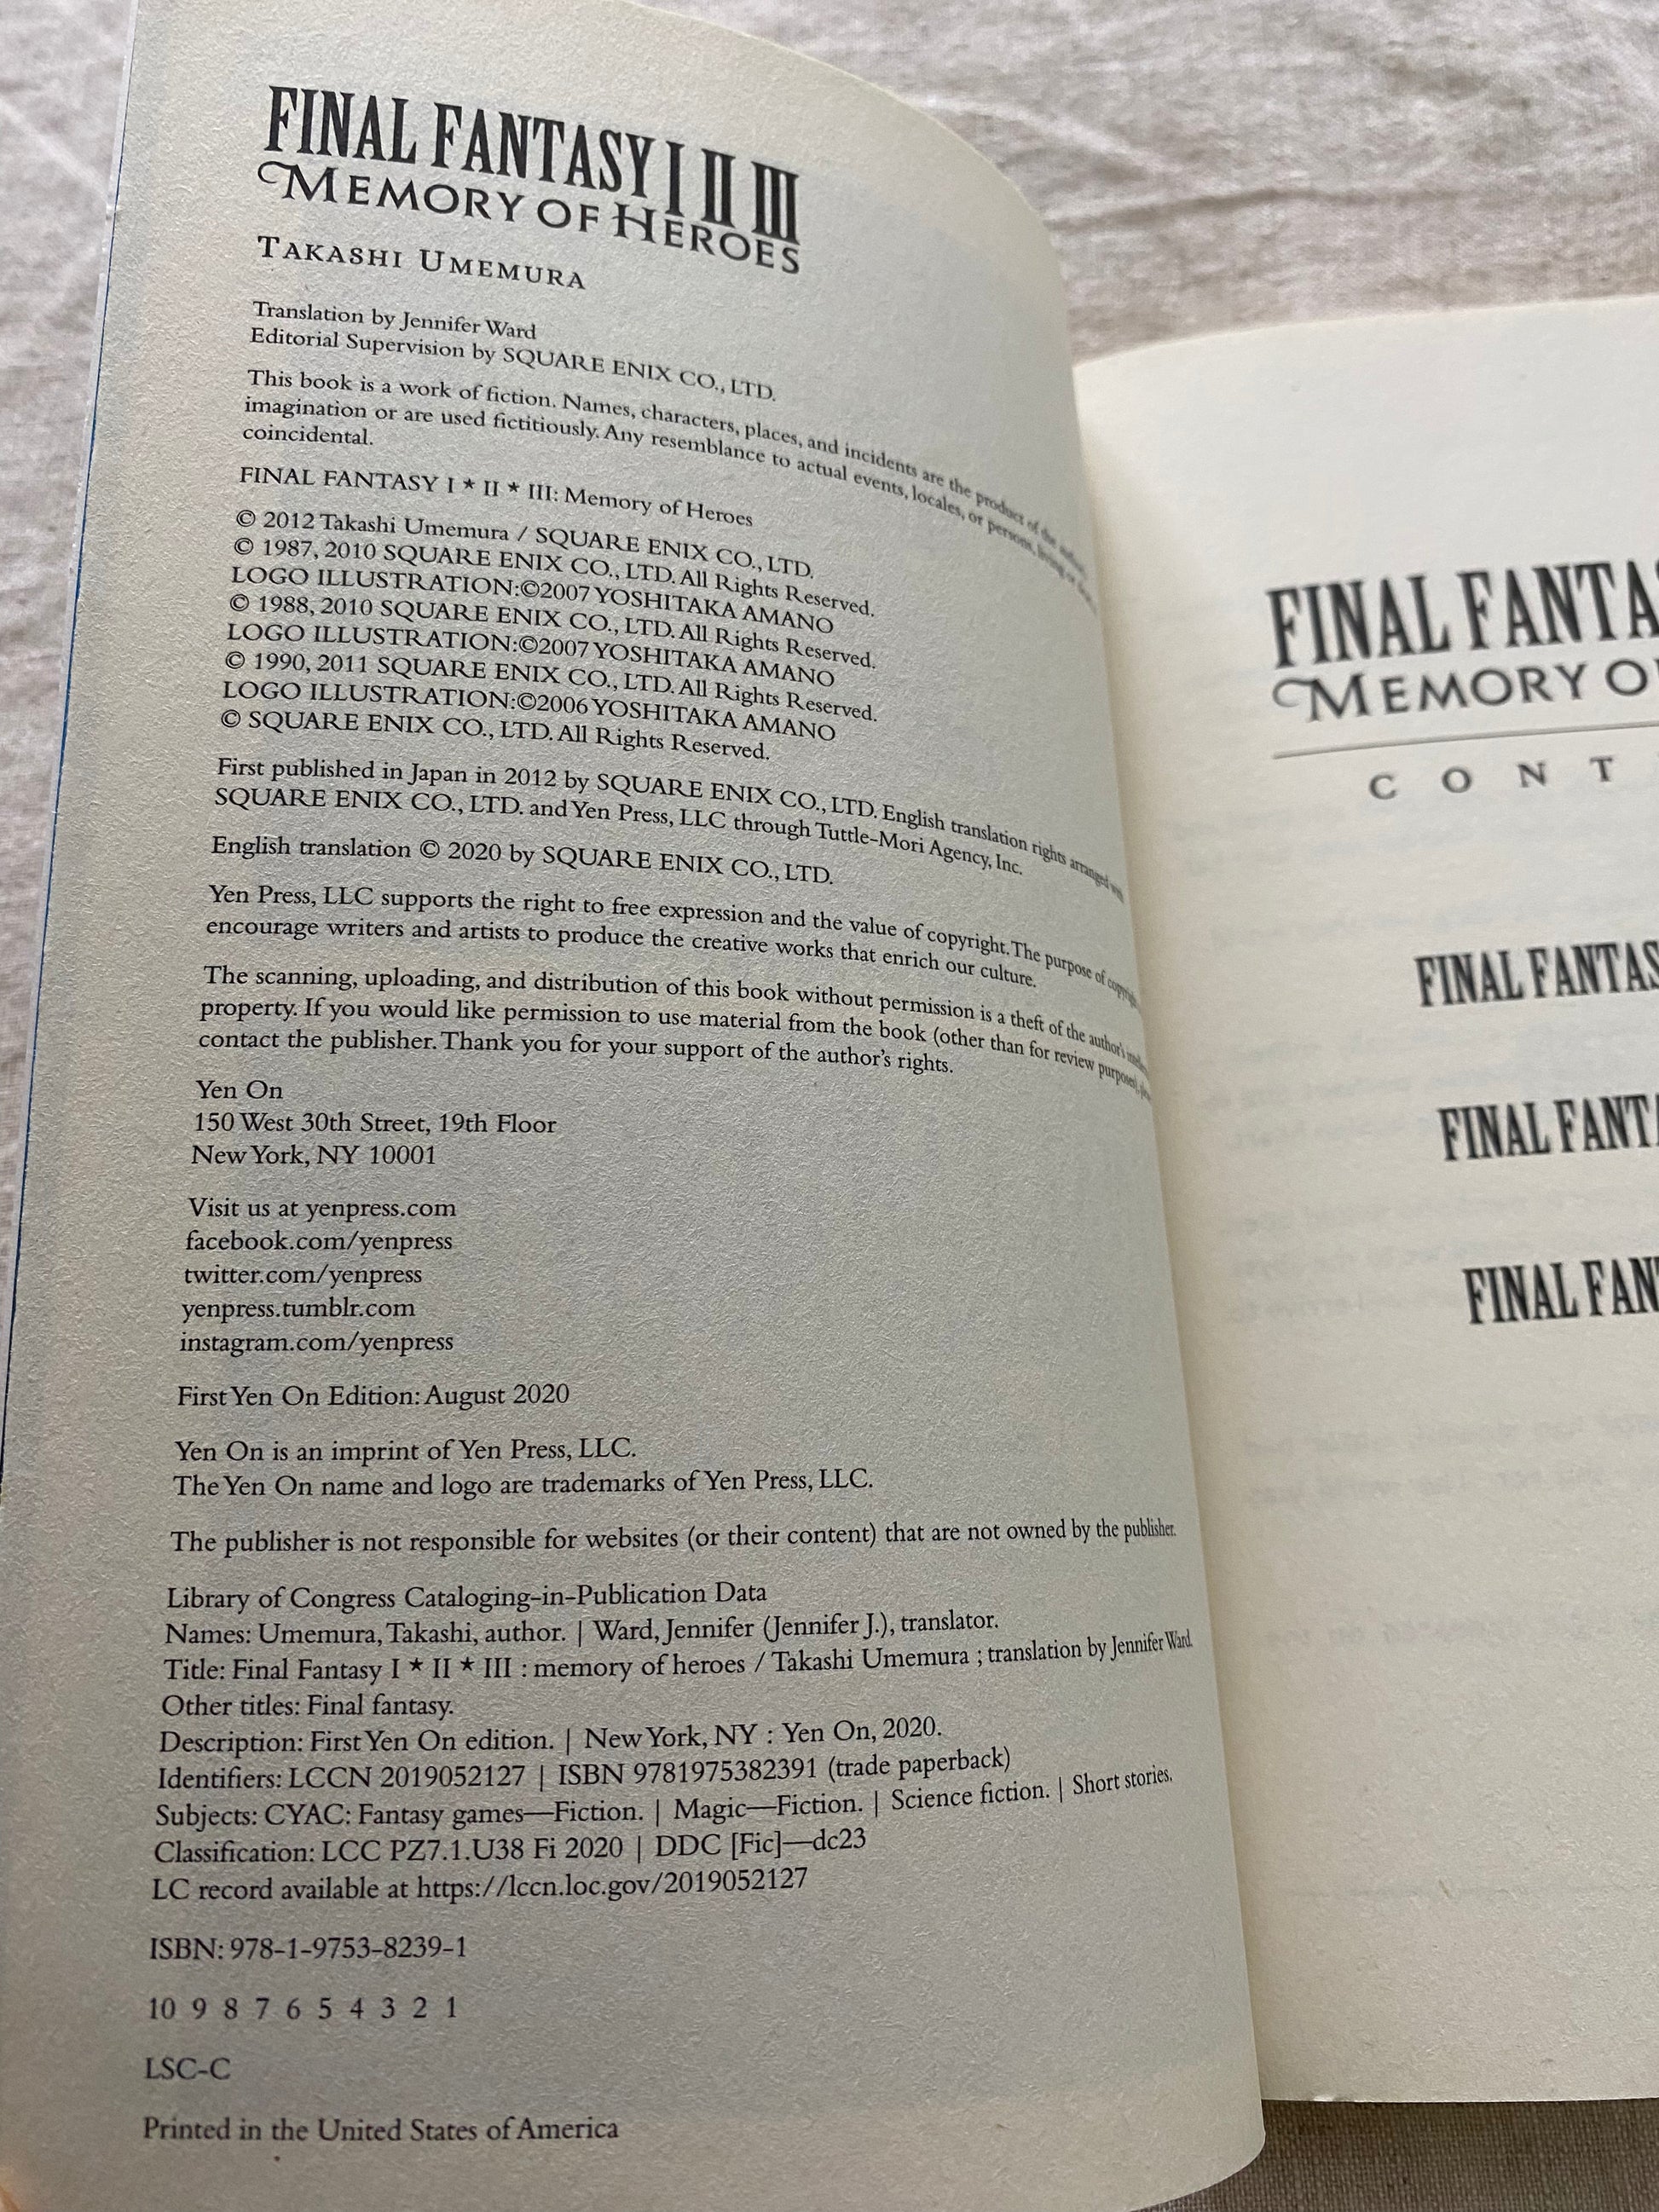 FINAL FANTASY I II III
MEMORY OF HEROES
TAKASHI UMEMURA
Translation by Jennifer Ward
Editorial Supervision by SQUARE ENIX CO., LTD.
This book is a work of fiction. Names, characters, places, and incidents are the product of the
imagination or are used fictitiously. Any resemblance to actual events, locales, or persons, living or
coincidental.
FINAL FANTASY I ★ II ★ III: Memory of Heroes
© 2012 Takashi Umemura / SQUARE ENIX CO., LTD.
© 1987, 2010 SQUARE ENIX CO., LTD. All Rights Reserved.
LOGO ILLUSTRATION:©2007 YOSHITAKA AMANO
© 1988, 2010 SQUARE ENIX CO., LTD. All Rights Reserved.
LOGO ILLUSTRATION:©2007 YOSHITAKA AMANO
© 1990, 2011 SQUARE ENIX CO., LTD. All Rights Reserved.
LOGO ILLUSTRATION:©2006 YOSHITAKA AMANO
© SQUARE ENIX CO., LTD. All Rights Reserved.
First published in Japan in 2012 by SQUARE ENIX CO., LTD. English translation rights arranged with
SQUARE ENIX CO., LTD. and Yen Press, LLC through Tuttle-Mori Agency, Inc.
English translation © 2020 by SQUARE ENIX CO., LTD.
Yen Press, LLC supports the right to free expression and the value of copyright. The purpose of
encourage writers and artists to produce the creative works that enrich our culture.
The scanning, uploading, and distribution of this book without permission is a theft of the author's
property. If you would like permission to use material from the book (other than for review purposes),
contact the publisher. Thank you for your support of the author's rights.
Yen On
150 West 30th Street, 19th Floor
New York, NY 10001
Visit us at yenpress.com
facebook.com/yenpress
twitter.com/yenpress
yenpress.tumblr.com
instagram.com/yenpress
First Yen On Edition: August 2020
Yen On is an imprint of Yen Press, LLC.
The Yen On name and logo are trademarks of Yen Press, LLC.
The publisher is not responsible for websites (or their content) that are not owned by the publisher.
Library of Congress Cataloging-in-Publication Data
Names: Umemura, Takashi, author. | Ward, Jennifer (Jennifer J.), translator.
Title: Final Fantasy I ★ II ★ III : memory of heroes / Takashi Umemura ; translation by Jennifer Ward.
Other titles: Final fantasy.
Description: First Yen On edition. | New York, NY : Yen On, 2020.
Identifiers: LCCN 2019052127 | ISBN 9781975382391 (trade paperback)
Subjects: CYAC: Fantasy games—Fiction. | Magic—Fiction. | Science fiction. | Short stories.
Classification: LCC PZ7.1.U38 Fi 2020 | DDC [Fic]—dc23
LC record available at https://lccn.loc.gov/2019052127
ISBN: 978-1-9753-8239-1
10 9 8 7 6 5 4 3 2 1
LSC-C
Printed in the United States of America
FINAL FANTA
MEMORY O
CONT
FINAL FANTAS
FINAL FANTA
FINAL FAN